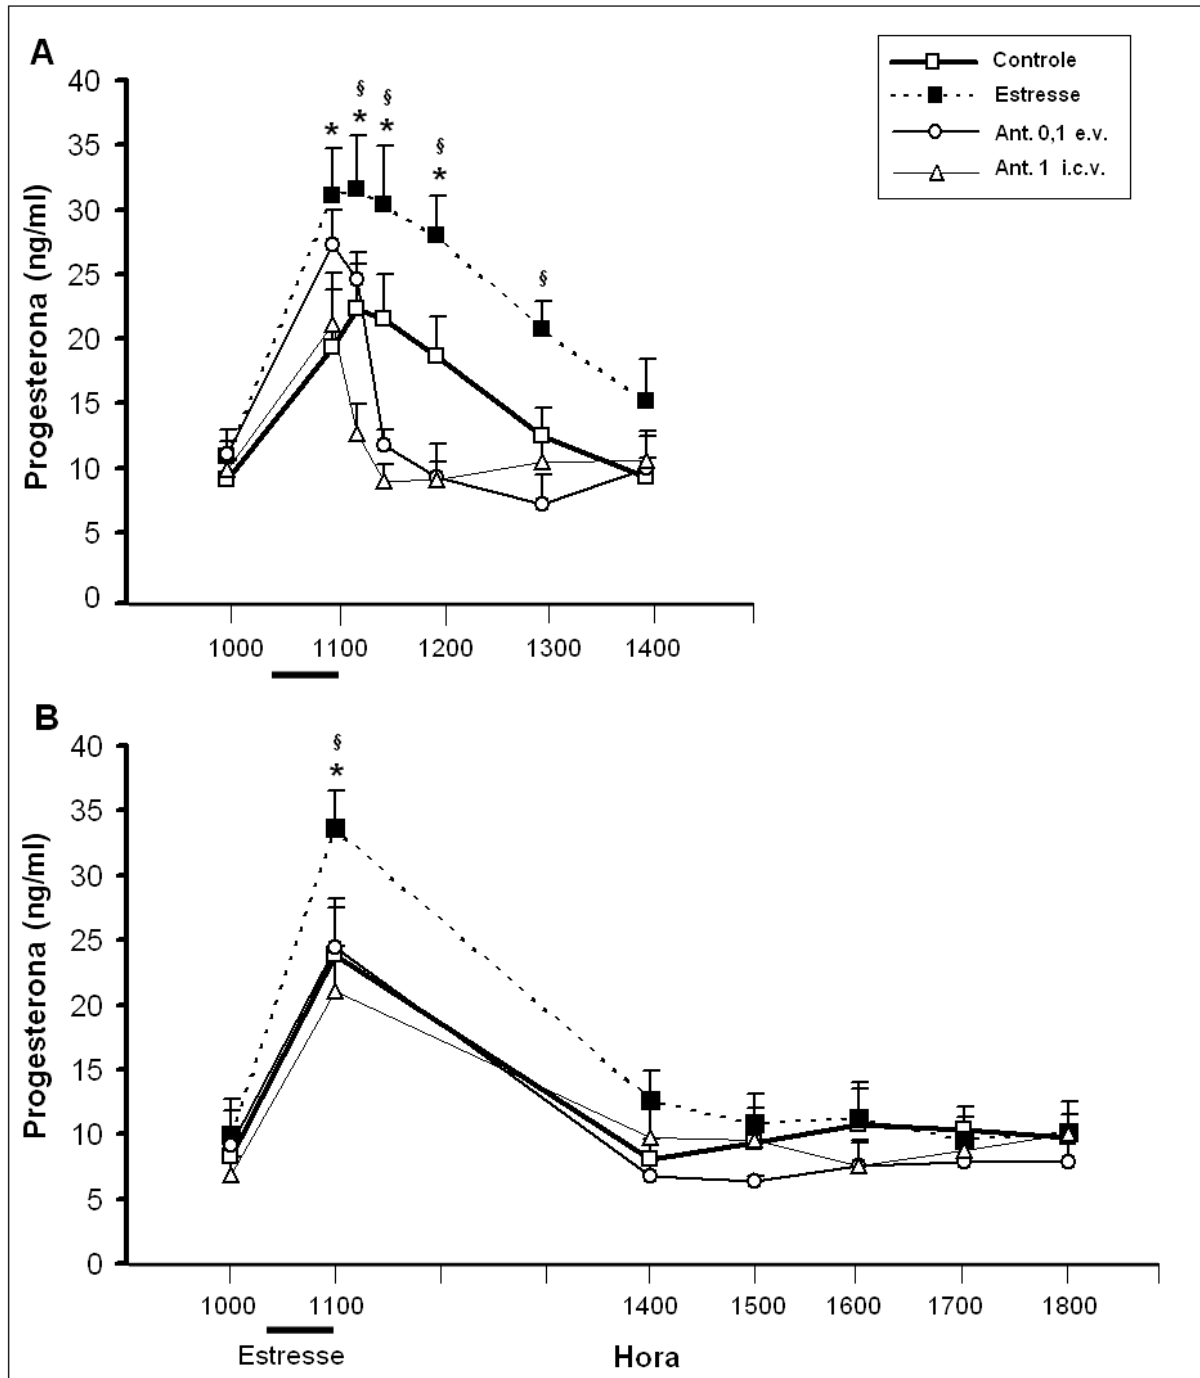 A
Controle
Estresse
Ant. 0,1 e.v.
Ant. 1 i.c.v.
Progesterona (ng/ml)
40
35
30
25
20
15
10
5
0
§ §
* * *
§
*
§
1000 1100 1200 1300 1400
B
Progesterona (ng/ml)
40
35
30
25
20
15
10
5
0
§
*
1000 1100 1400 1500 1600 1700 1800
Estresse
Hora